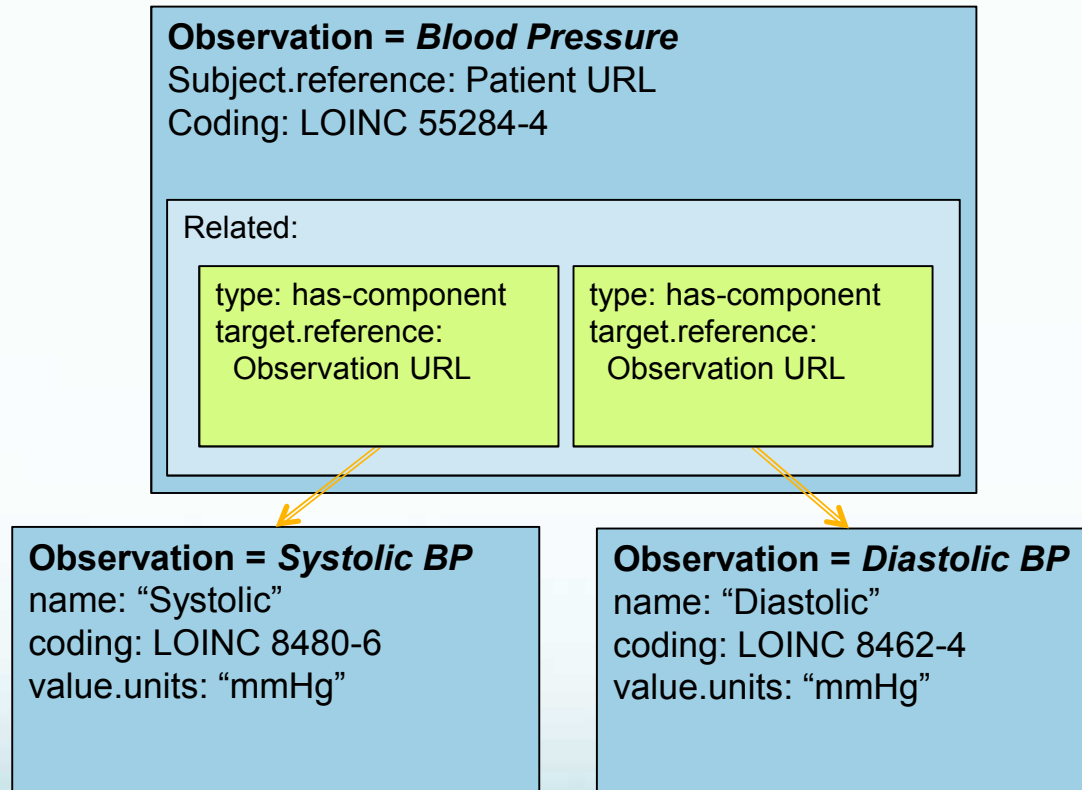 Observation = Blood Pressure
Subject.reference: Patient URL
Coding: LOINC 55284-4
Related:
type: has-component
target.reference:
Observation URL
type: has-component
target.reference:
Observation URL
Observation = Systolic BP
name: “Systolic”
coding: LOINC 8480-6
value.units: “mmHg”
Observation = Diastolic BP
name: “Diastolic”
coding: LOINC 8462-4
value.units: “mmHg”